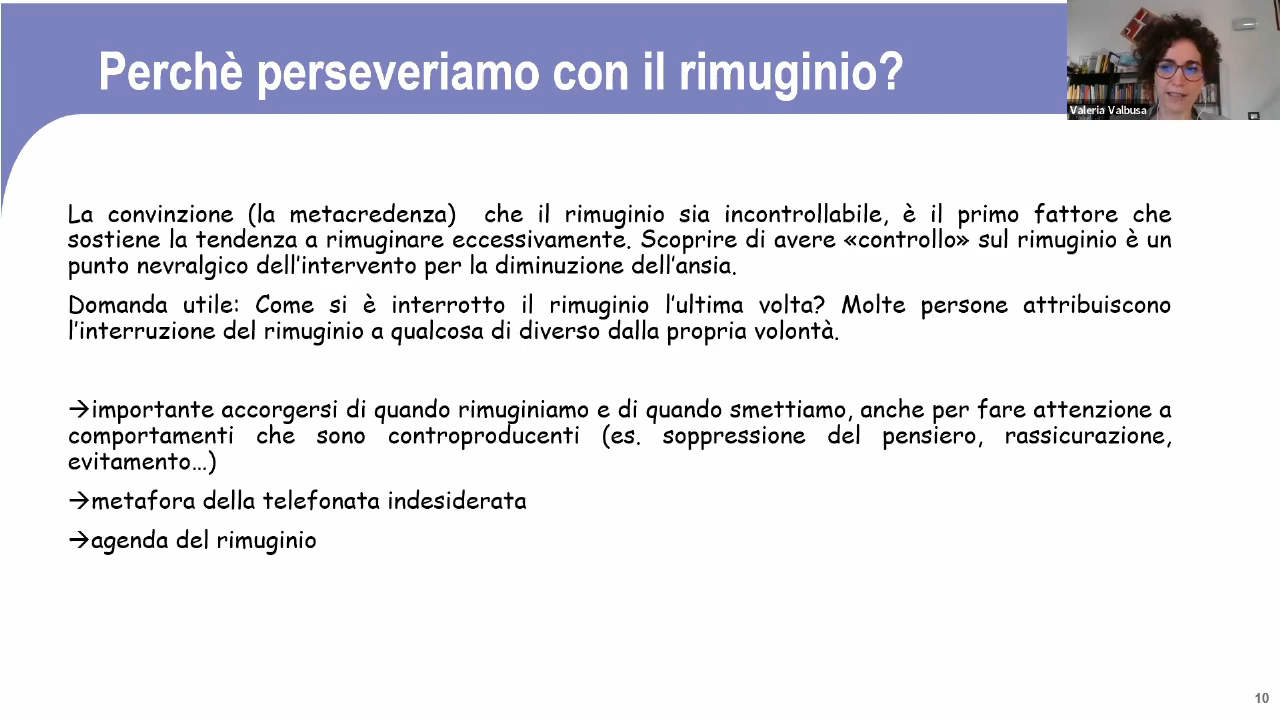 Perchè perseveriamo con il rimuginio?
Valeria Valbusa
La convinzione (la metacredenza) che il rimuginio sia incontrollabile, è il primo fattore che
sostiene la tendenza a rimuginare eccessivamente. Scoprire di avere «controllo» sul rimuginio è un
punto nevralgico dell'intervento per la diminuzione dell'ansia.
Domanda utile: Come si è interrotto il rimuginio l'ultima volta? Molte persone attribuiscono
l'interruzione del rimuginio a qualcosa di diverso dalla propria volontà.
→importante accorgersi di quando rimuginiamo e di quando smettiamo, anche per fare attenzione a
comportamenti che sono controproducenti (es. soppressione del pensiero, rassicurazione,
evitamento...)
→metafora della telefonata indesiderata
→agenda del rimuginio
10